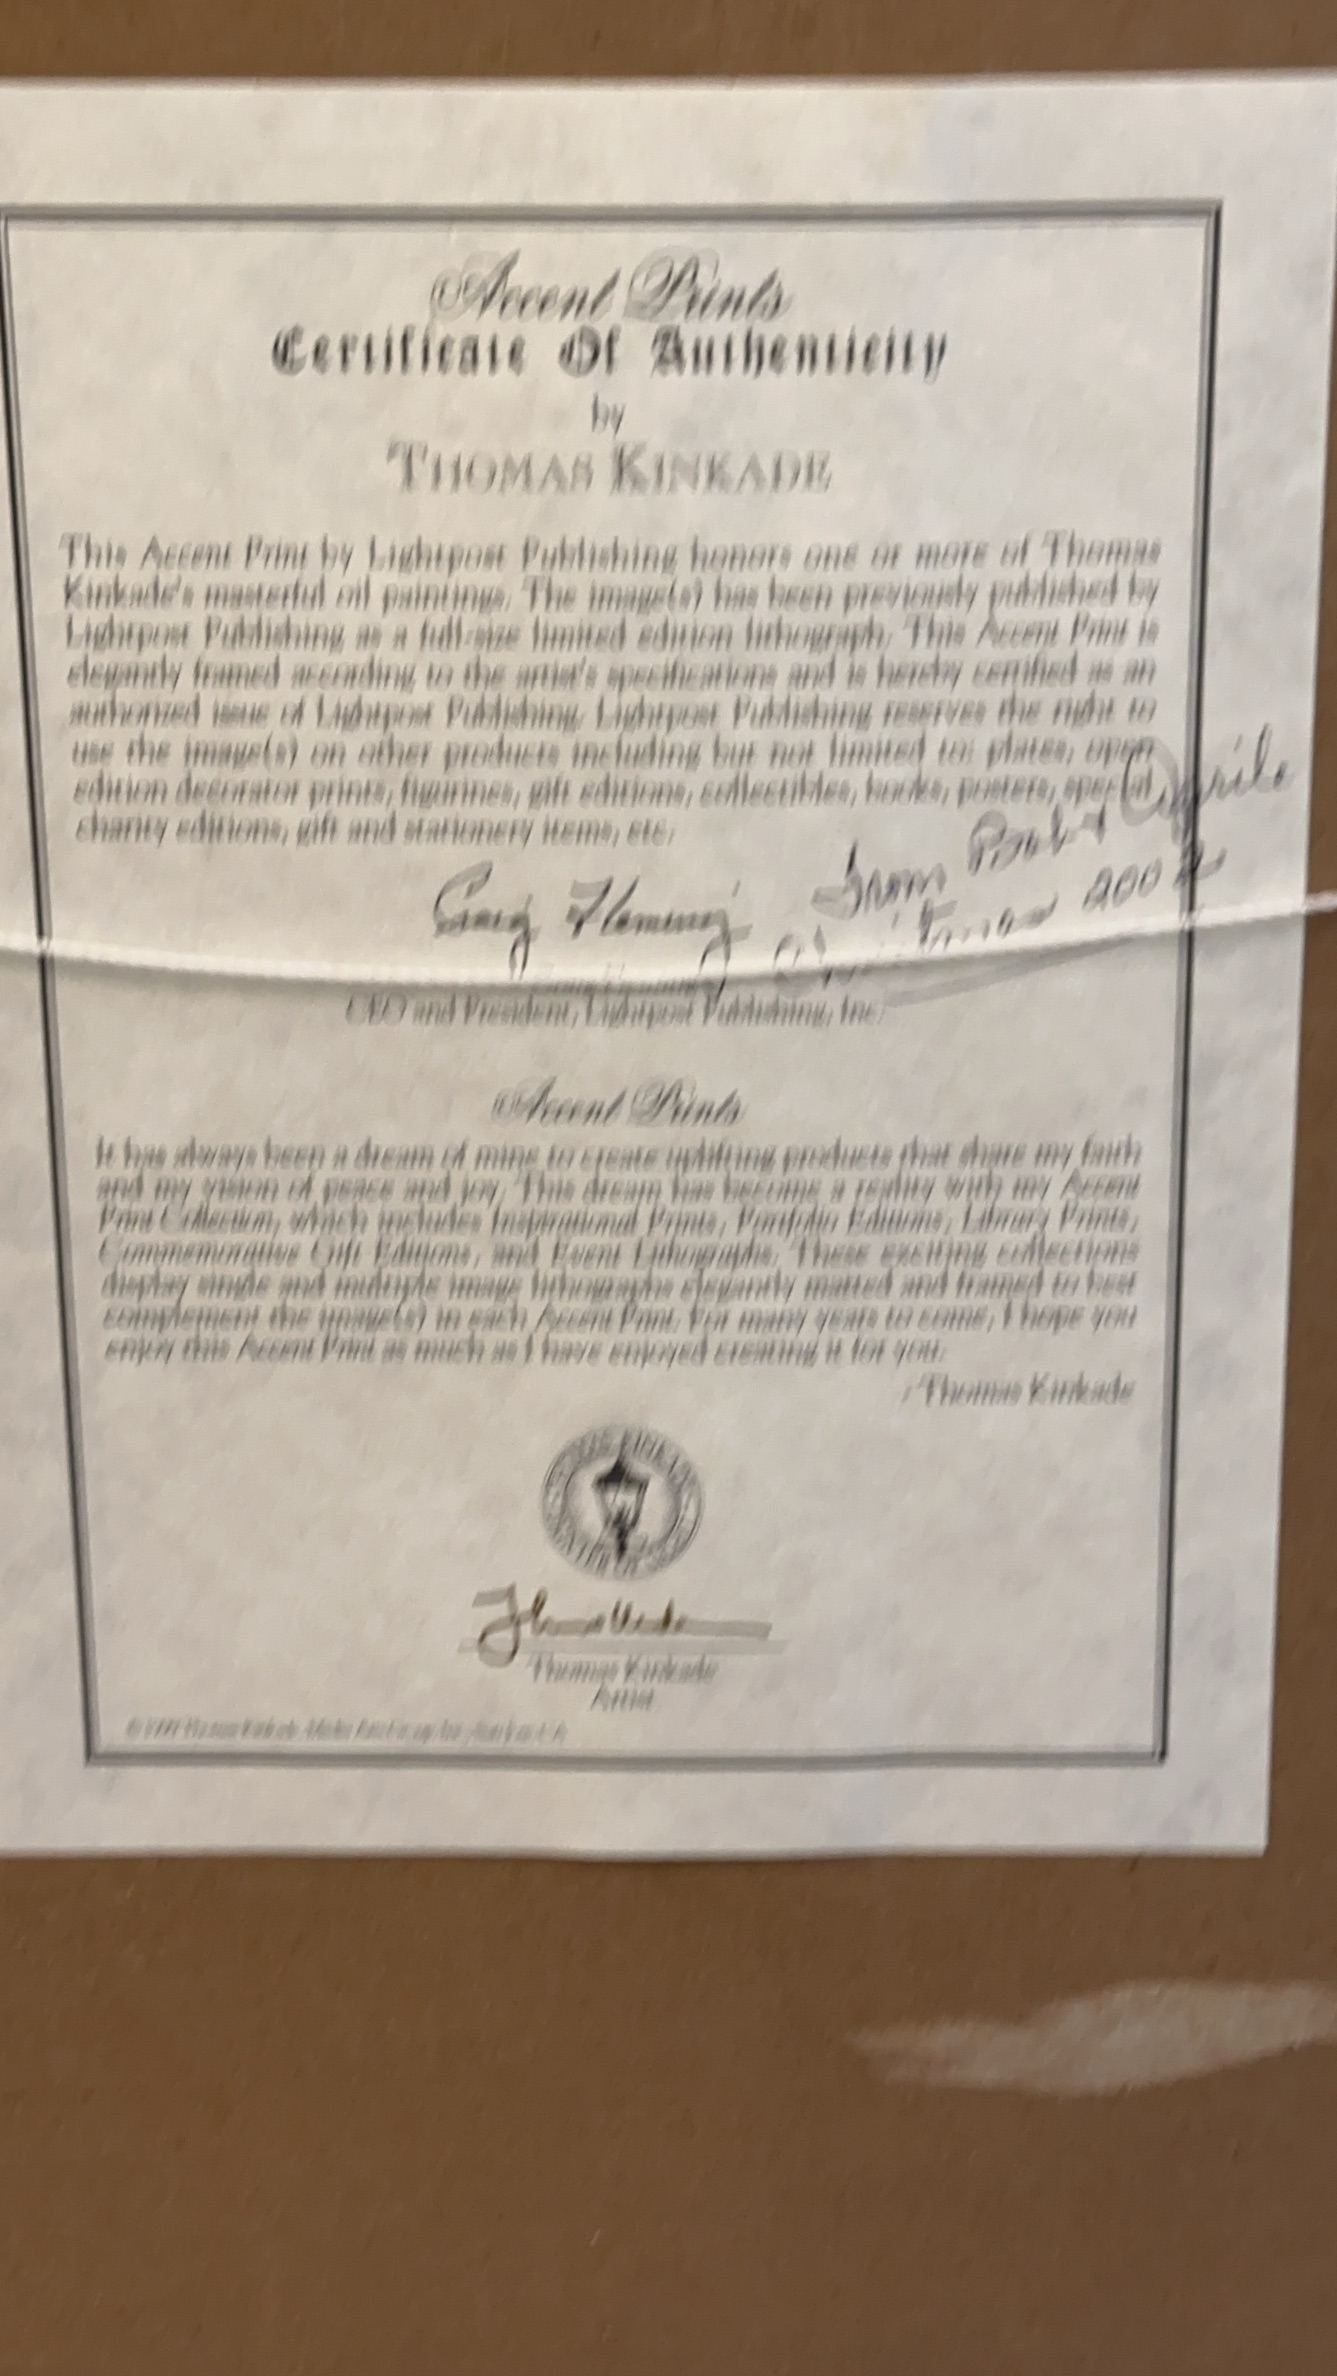 Accent Prints
Certificate Of Authenticity
by
THOMAS KINKADE
This Accent Print by Lightpost Publishing honors one or more of Thomas
Kinkade's masterful oil paintings. The image(s) has been previously published by
Lightpost Publishing as a full-size limited edition lithograph. This Accent Print is
elegantly framed according to the artist's specifications and is hereby certified as an
authorized issue of Lightpost Publishing. Lightpost Publishing reserves the right to
use the image(s) on other products including but not limited to: plates, open
edition decorator prints, figurines, gift editions, collectibles, books, posters, special
charity editions, gift and stationery items, etc.
from Bob &
Christmas 2002
Craig Fleming
Craig Fleming
CEO and President, Lightpost Publishing, Inc.
Accent Prints
It has always been a dream of mine to create uplifting products that share my faith
and my vision of peace and joy. This dream has become a reality with my Accent
Print Collection, which includes Inspirational Prints, Portfolio Editions, Library Prints,
Commemorative Gift Editions, and Event Lithographs. These exciting collections
display single and multiple image lithographs elegantly matted and framed to best
complement the image(s) in each Accent Print. For many years to come, I hope you
enjoy this Accent Print as much as I have enjoyed creating it for you.
Thomas Kinkade
Thomas Kinkade
Artist